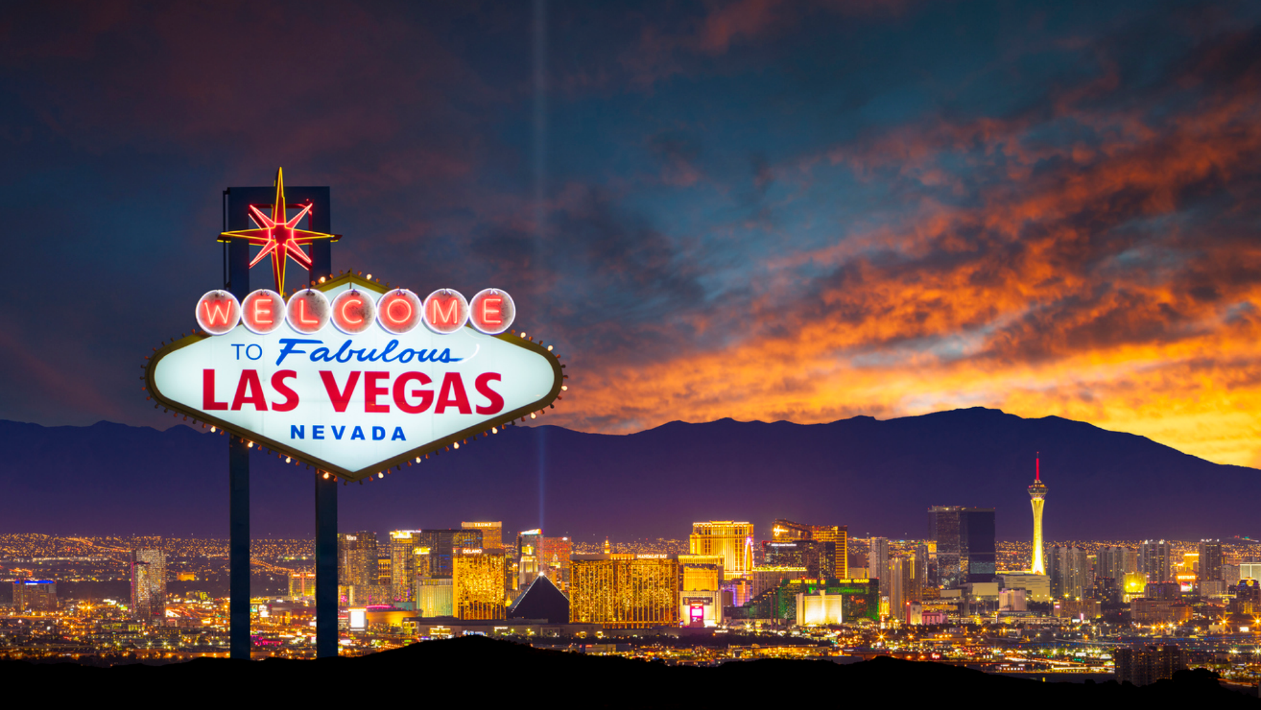 WELCOME
TO Fabulous
LAS VEGAS
NEVADA